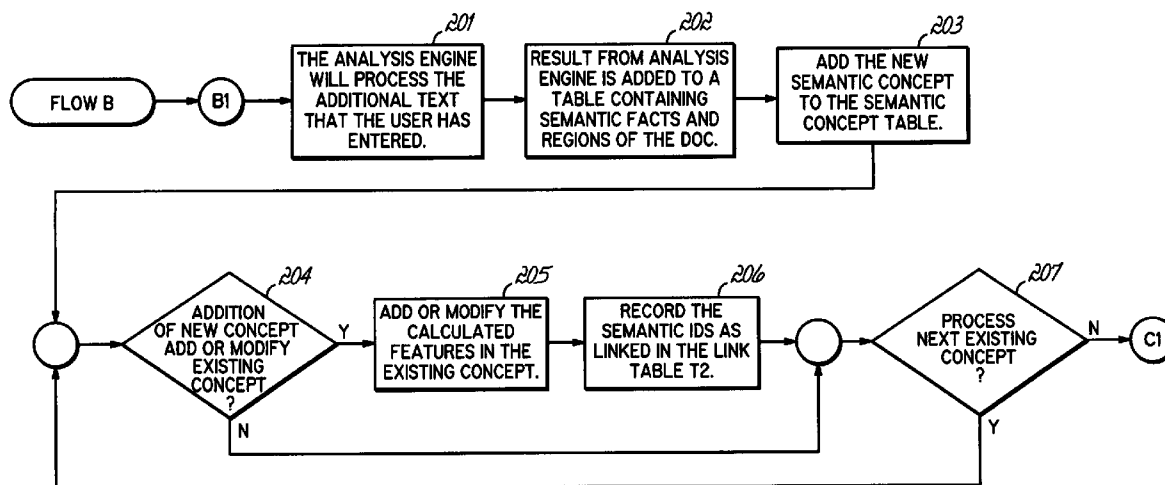 201
202
203
FLOW B
B1
THE ANALYSIS ENGINE
WILL PROCESS THE
ADDITIONAL TEXT
THAT THE USER HAS
ENTERED.
RESULT FROM ANALYSIS
ENGINE IS ADDED TO A
TABLE CONTAINING
SEMANTIC FACTS AND
REGIONS OF THE DOC.
ADD THE NEW
SEMANTIC CONCEPT
TO THE SEMANTIC
CONCEPT TABLE.
204
ADDITION
OF NEW CONCEPT
ADD OR MODIFY
EXISTING
CONCEPT
?
Y
N
205
ADD OR MODIFY THE
CALCULATED
FEATURES IN THE
EXISTING CONCEPT.
206
RECORD THE
SEMANTIC IDS AS
LINKED IN THE LINK
TABLE T2.
207
PROCESS
NEXT EXISTING
CONCEPT
?
N
Y
C1